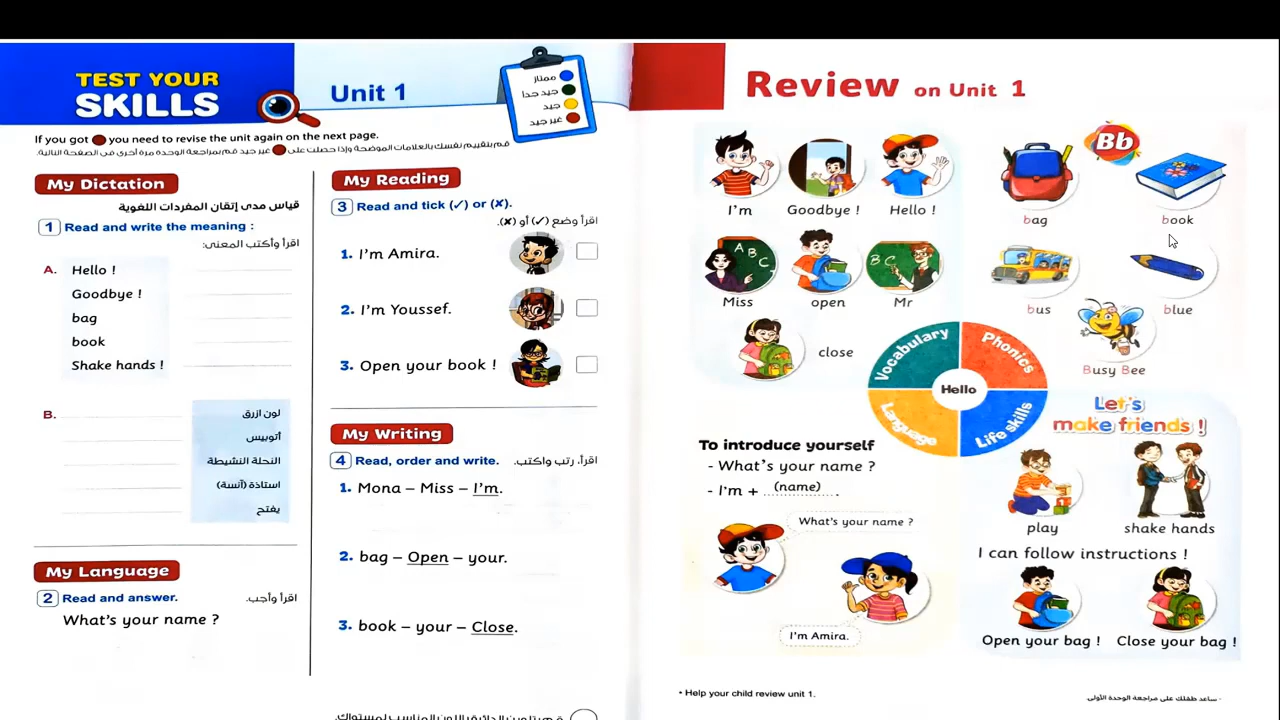 TEST YOUR
SKILLS
Unit 1
ممتاز
جيد جدا
جيد
غير جيد
If you got you need to revise the unit again on the next page.
قم بتقييم نفسك بالعلامات الموضحة وإذا حصلت على غير جيد قم بمراجعة الوحدة مرة أخرى في الصفحة التالية.
My Dictation
قياس مدى إتقان المفردات اللغوية
1 Read and write the meaning :
اقرأ وأكتب المعنى:
A. Hello !
Goodbye !
bag
book
Shake hands !
B. لون ازرق
أتوبيس
النحلة النشيطة
استاذة (آنسة)
يفتح
My Language
2 Read and answer. اقرأ وأجب.
What's your name ?
My Reading
3 Read and tick (✓) or (✗).
اقرأ وضع (✓) أو (✗).
1. I'm Amira.
2. I'm Youssef.
3. Open your book !
My Writing
4 Read, order and write. اقرأ، رتب واكتب.
1. Mona – Miss – I'm.
2. bag – Open – your.
3. book – your – Close.
Review on Unit 1
I'm Goodbye ! Hello !
A B C
B C
Miss open Mr
close
Bb
bag book
bus blue
Busy Bee
Vocabulary
Phonics
Hello
Language
Life skills
To introduce yourself
- What's your name ?
- I'm + (name) .
What's your name ?
I'm Amira.
Let's
make friends !
play shake hands
I can follow instructions !
Open your bag ! Close your bag !
• Help your child review unit 1.
- ساعد طفلك على مراجعة الوحدة الأولى.